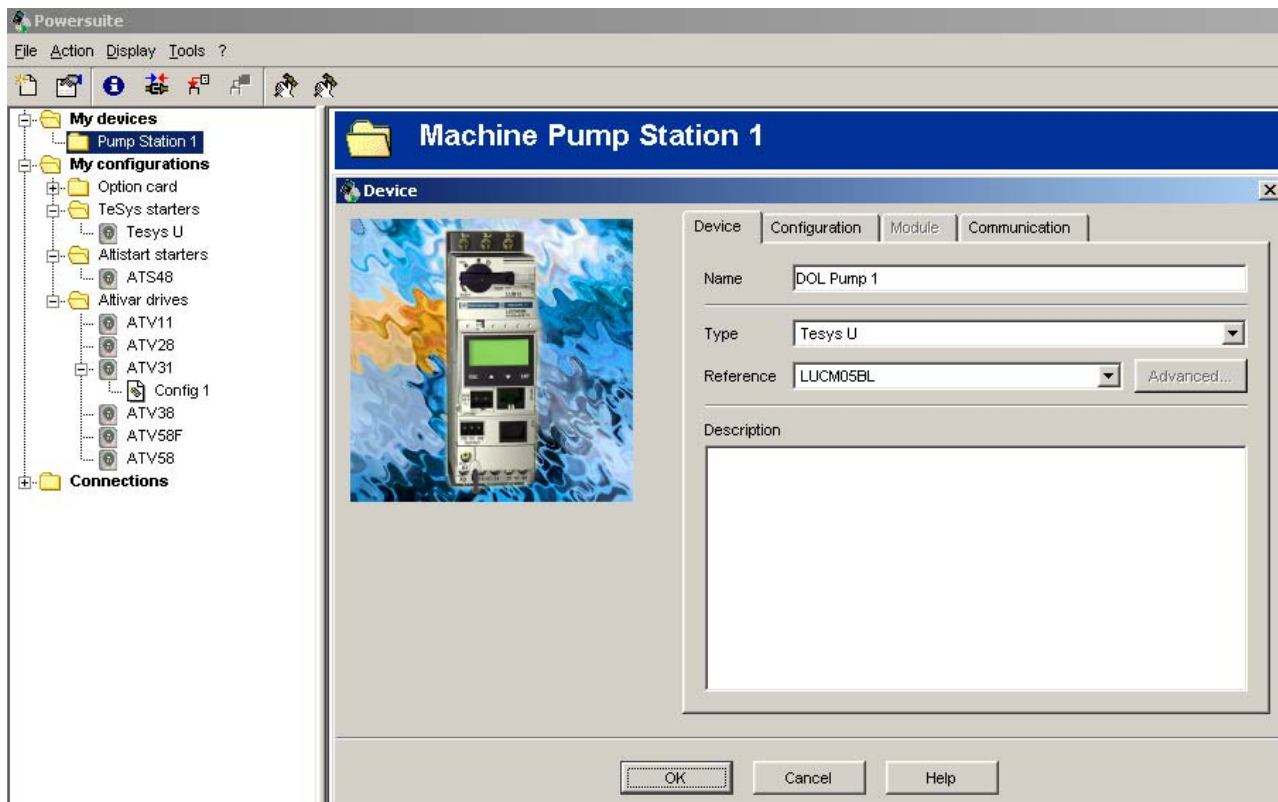 Powersuite
File Action Display Tools ?
My devices
Pump Station 1
My configurations
Option card
TeSys starters
Tesys U
Altistart starters
ATS48
Altivar drives
ATV11
ATV28
ATV31
Config 1
ATV38
ATV58F
ATV58
Connections
Machine Pump Station 1
Device
Device Configuration Module Communication
Name DOL Pump 1
Type Tesys U
Reference LUCM05BL Advanced...
Description
OK Cancel Help